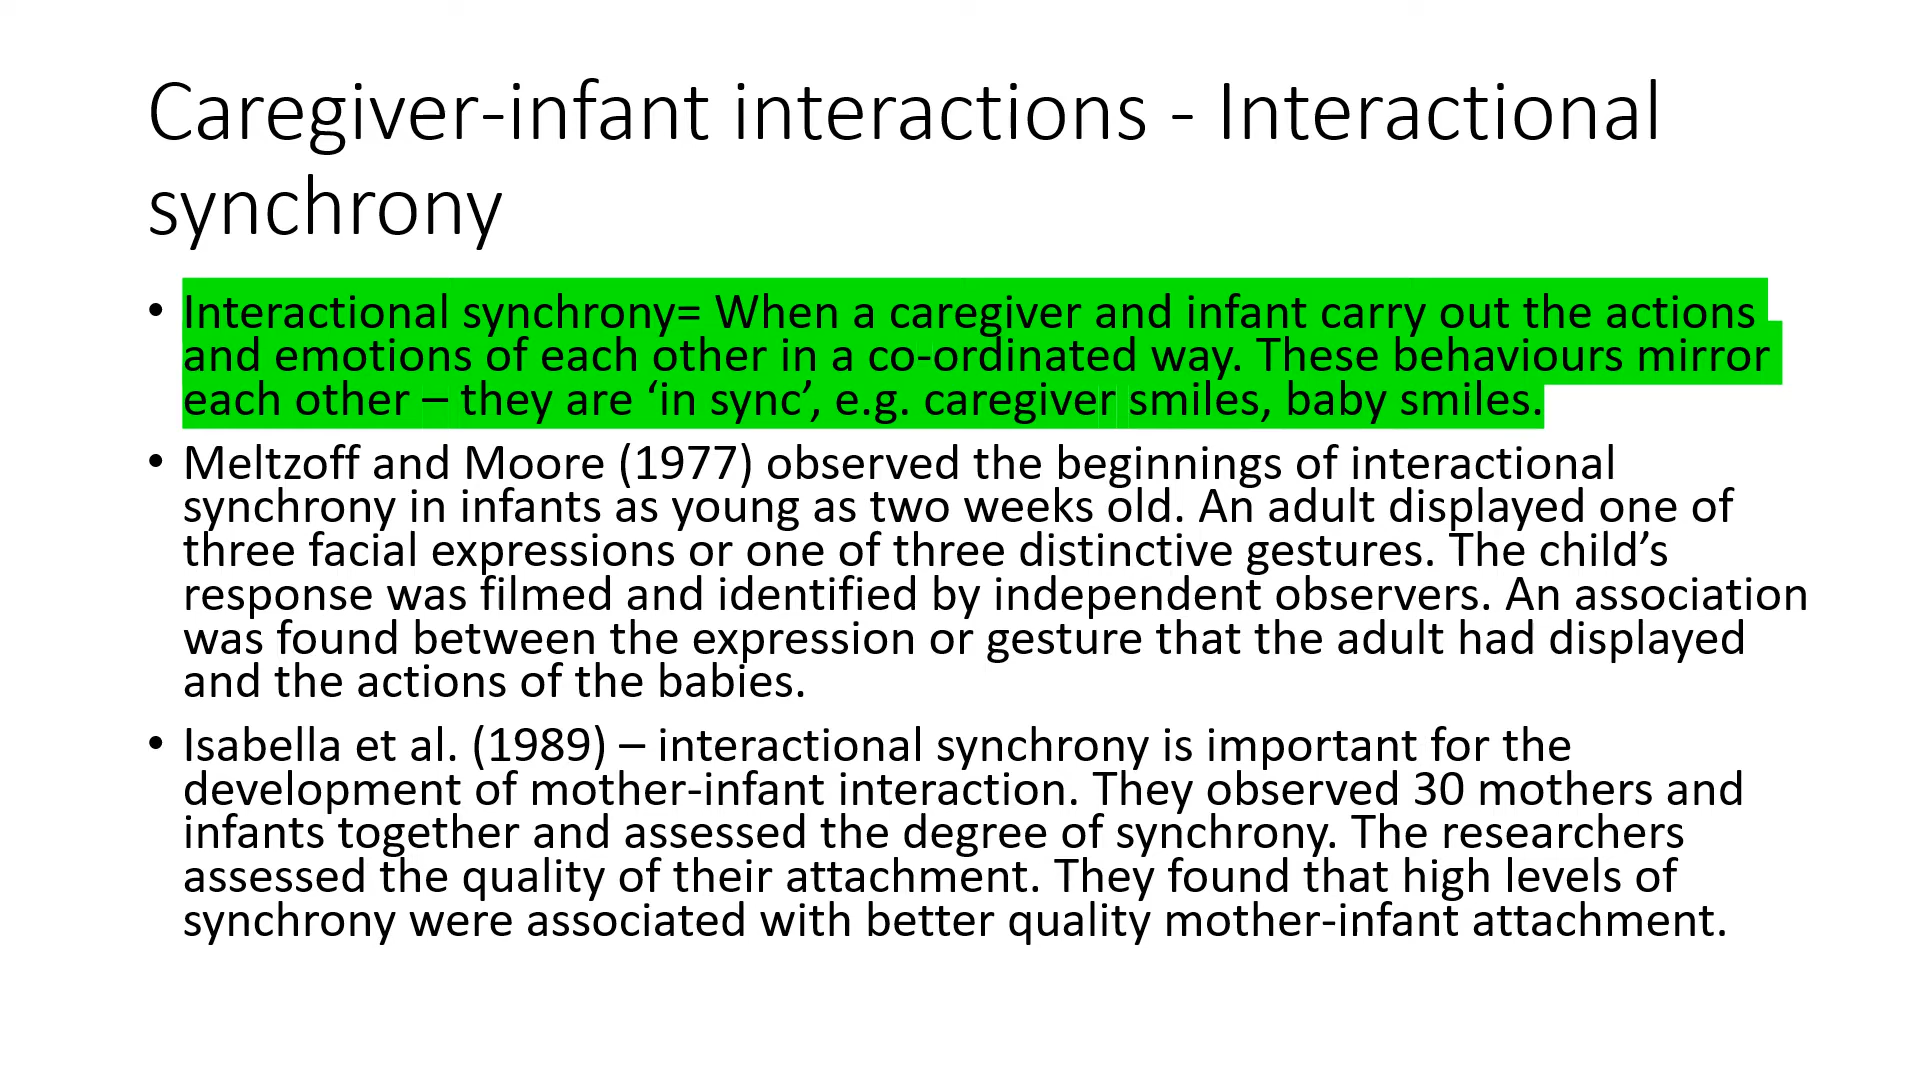 Caregiver-infant interactions - Interactional
synchrony
• Interactional synchrony= When a caregiver and infant carry out the actions
and emotions of each other in a co-ordinated way. These behaviours mirror
each other – they are ‘in sync’, e.g. caregiver smiles, baby smiles.
• Meltzoff and Moore (1977) observed the beginnings of interactional
synchrony in infants as young as two weeks old. An adult displayed one of
three facial expressions or one of three distinctive gestures. The child’s
response was filmed and identified by independent observers. An association
was found between the expression or gesture that the adult had displayed
and the actions of the babies.
• Isabella et al. (1989) – interactional synchrony is important for the
development of mother-infant interaction. They observed 30 mothers and
infants together and assessed the degree of synchrony. The researchers
assessed the quality of their attachment. They found that high levels of
synchrony were associated with better quality mother-infant attachment.